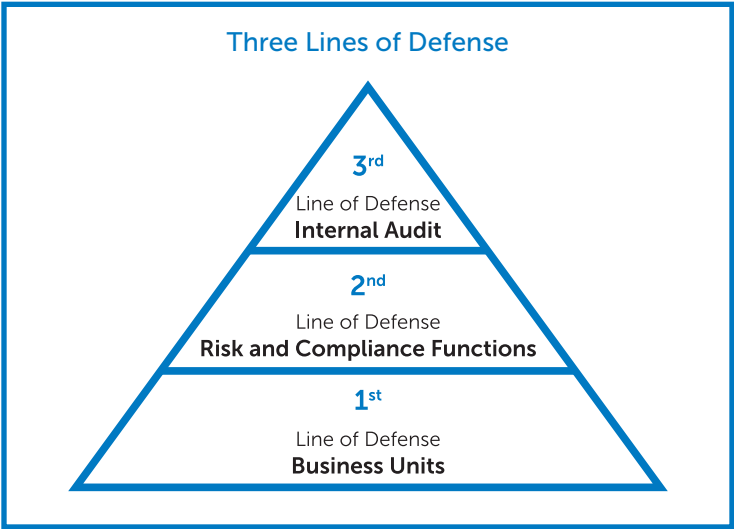 Three Lines of Defense
3rd
Line of Defense
Internal Audit
2nd
Line of Defense
Risk and Compliance Functions
1st
Line of Defense
Business Units